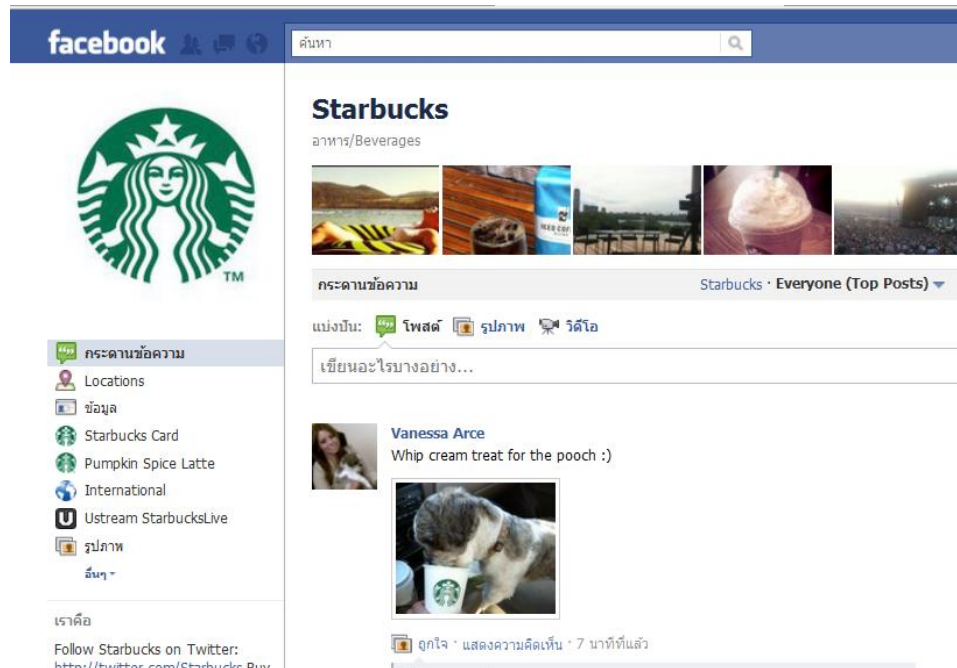 facebook
ค้นหา
Starbucks
อาหาร/Beverages
ICED
TM
กระดานข้อความ
Starbucks · Everyone (Top Posts)
แบ่งปัน: โพสต์ รูปภาพ วิดีโอ
เขียนอะไรบางอย่าง...
กระดานข้อความ
Locations
ข้อมูล
Starbucks Card
Pumpkin Spice Latte
International
U Ustream StarbucksLive
รูปภาพ
อื่นๆ
เราคือ
Follow Starbucks on Twitter:
http://twitter.com/Starbucks Buy
Vanessa Arce
Whip cream treat for the pooch :)
ถูกใจ · แสดงความคิดเห็น · 7 นาทีที่แล้ว